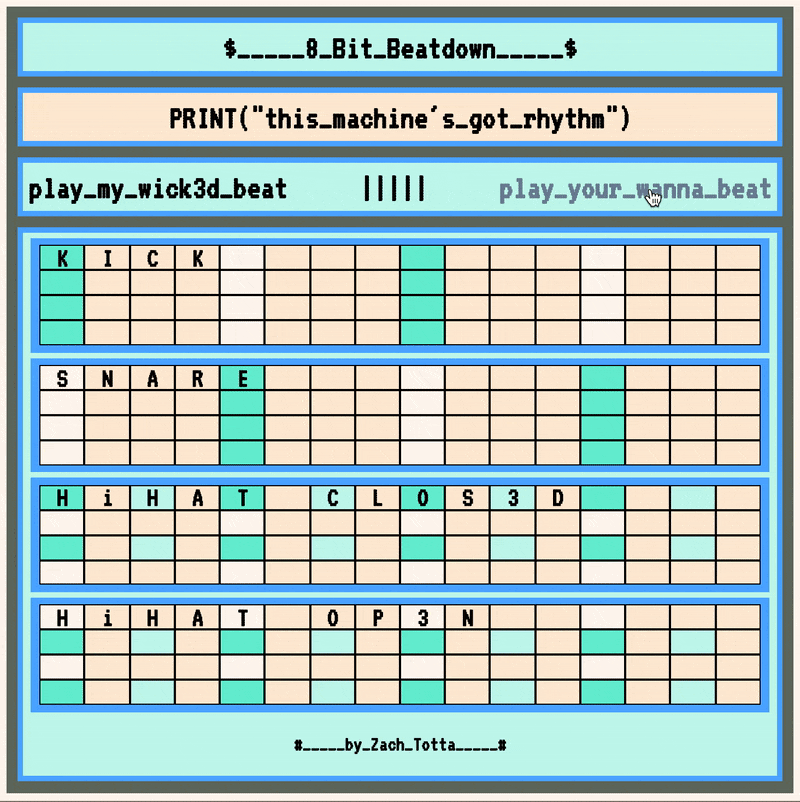 $_____8_Bit_Beatdown_____$
PRINT("this_machine's_got_rhythm")
play_my_wick3d_beat ||||| play_your_wanna_beat
KICK
SNARE
HiHAT CLOS3D
HiHAT OP3N
#_____by_Zach_Totta_____#